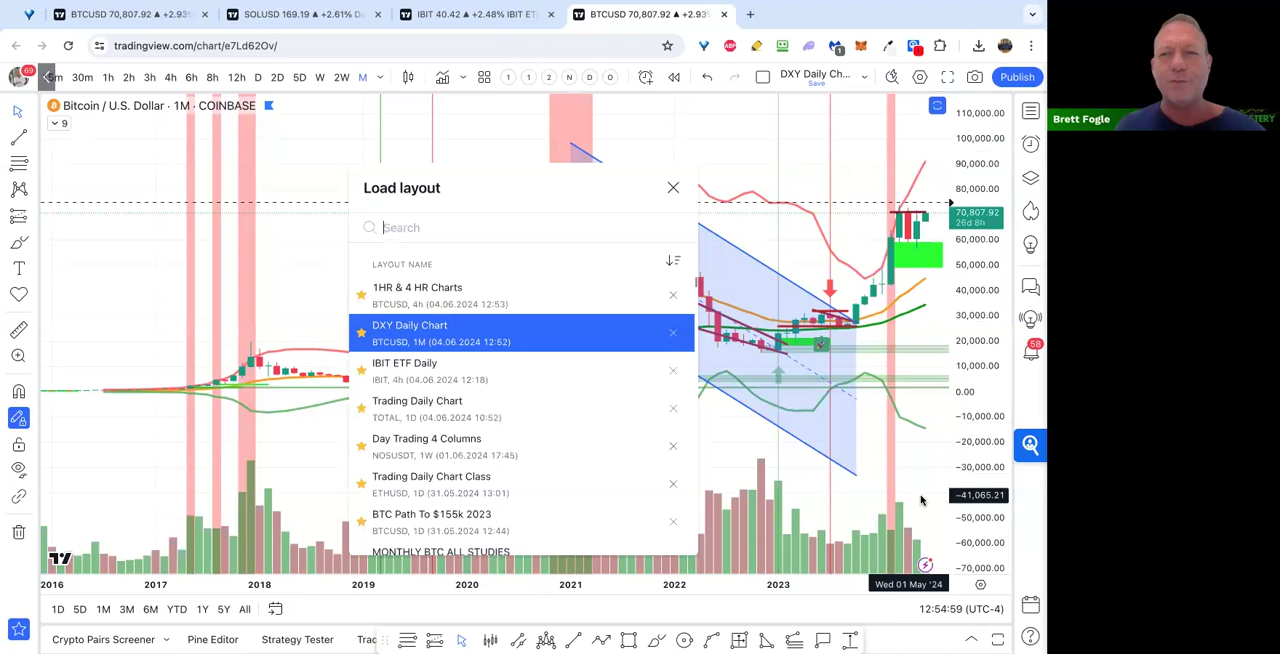 BTCUSD 70,807.92 ▲ +2.93%
SOLUSD 169.19 ▲ +2.61% D
IBIT 40.42 ▲ +2.48% IBIT E
BTCUSD 70,807.92 ▲ +2.93%
tradingview.com/chart/e7Ld62Ov/
69
30m 1h 2h 3h 4h 6h 8h 12h D 2D 5D W 2W M
1 1 2 N D O
DXY Daily Ch...
Save
Publish
Brett Fogle
Bitcoin / U.S. Dollar · 1M · COINBASE
9
Load layout
Search
LAYOUT NAME
1HR & 4 HR Charts
BTCUSD, 4h (04.06.2024 12:53)
DXY Daily Chart
BTCUSD, 1M (04.06.2024 12:52)
IBIT ETF Daily
IBIT, 4h (04.06.2024 12:18)
Trading Daily Chart
TOTAL, 1D (04.06.2024 10:52)
Day Trading 4 Columns
NOSUSDT, 1W (01.06.2024 17:45)
Trading Daily Chart Class
ETHUSD, 1D (31.05.2024 13:01)
BTC Path To $155k 2023
BTCUSD, 1D (31.05.2024 12:44)
MONTHLY BTC ALL STUDIES
110,000.00
100,000.00
90,000.00
80,000.00
70,807.92
26d 8h
60,000.00
50,000.00
40,000.00
30,000.00
20,000.00
10,000.00
0.00
−10,000.00
−20,000.00
−30,000.00
−41,065.21
−50,000.00
−60,000.00
−70,000.00
58
2016 2017 2018 2019 2020 2021 2022 2023
Wed 01 May '24
1D 5D 1M 3M 6M YTD 1Y 5Y All
12:54:59 (UTC-4)
Crypto Pairs Screener Pine Editor Strategy Tester